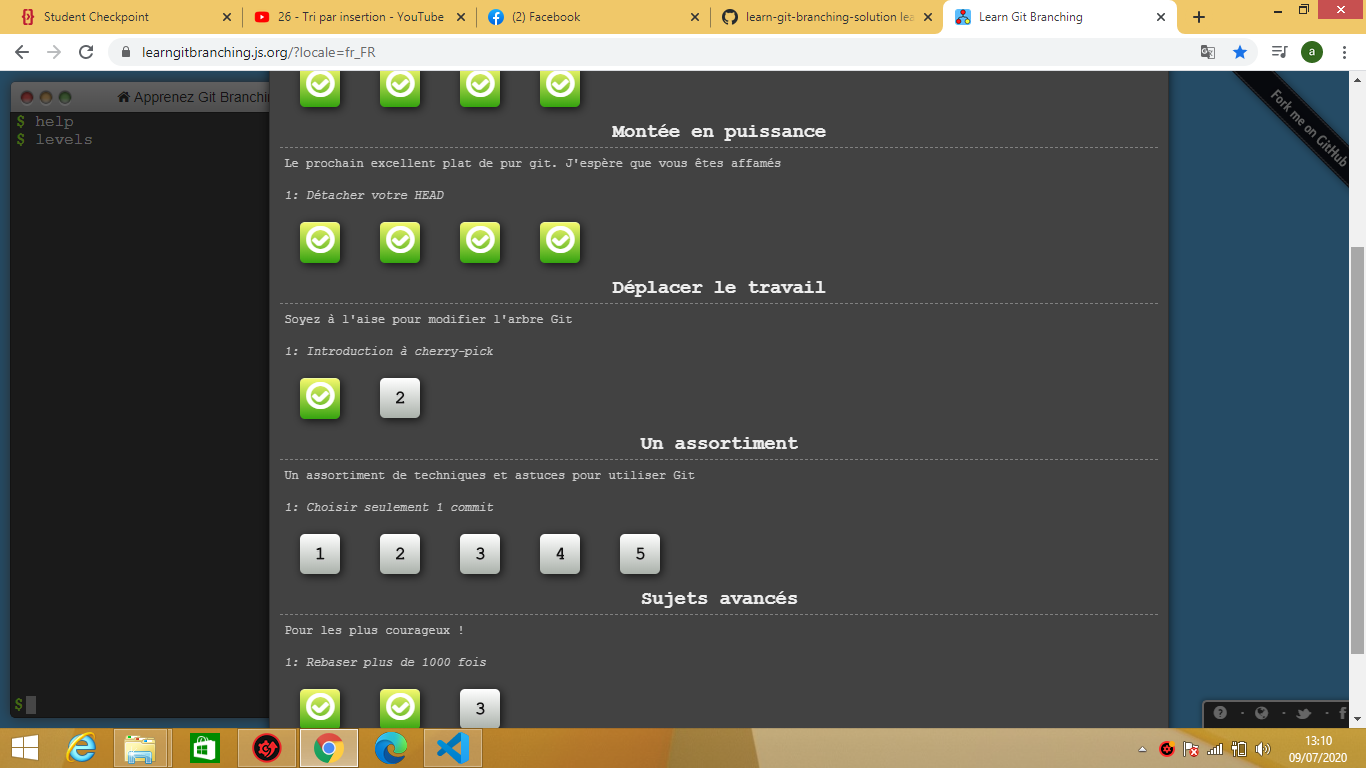 Student Checkpoint
26 - Tri par insertion - YouTube
(2) Facebook
learn-git-branching-solution lea
Learn Git Branching
learngitbranching.js.org/?locale=fr_FR
a
Apprenez Git Branchi
$ help
$ levels
$
Fork me on GitHub
Montée en puissance
Le prochain excellent plat de pur git. J'espère que vous êtes affamés
1: Détacher votre HEAD
Déplacer le travail
Soyez à l'aise pour modifier l'arbre Git
1: Introduction à cherry-pick
2
Un assortiment
Un assortiment de techniques et astuces pour utiliser Git
1: Choisir seulement 1 commit
1 2 3 4 5
Sujets avancés
Pour les plus courageux !
1: Rebaser plus de 1000 fois
3
13:10
09/07/2020